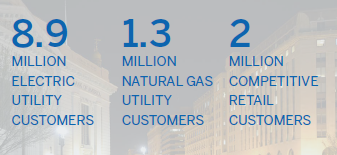 8.9
MILLION
ELECTRIC
UTILITY
CUSTOMERS
1.3
MILLION
NATURAL GAS
UTILITY
CUSTOMERS
2
MILLION
COMPETITIVE
RETAIL
CUSTOMERS